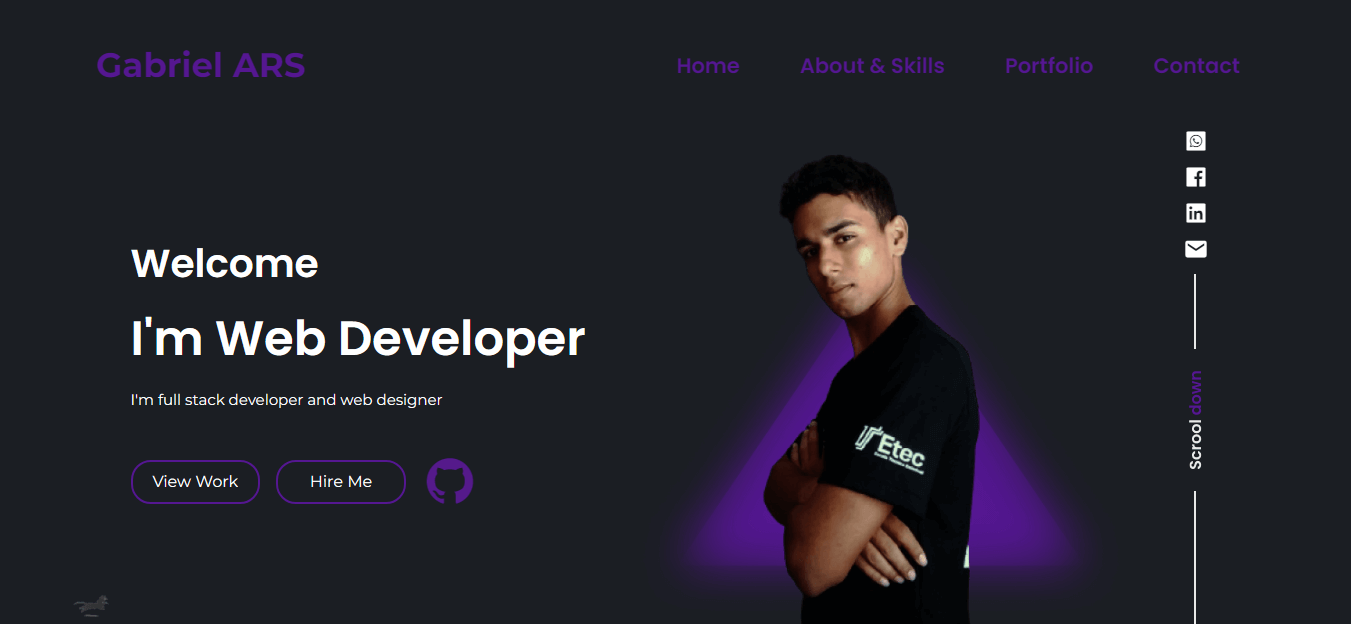 Gabriel ARS
Home
About & Skills
Portfolio
Contact
Welcome
I'm Web Developer
I'm full stack developer and web designer
View Work
Hire Me
Etec
Scrool down